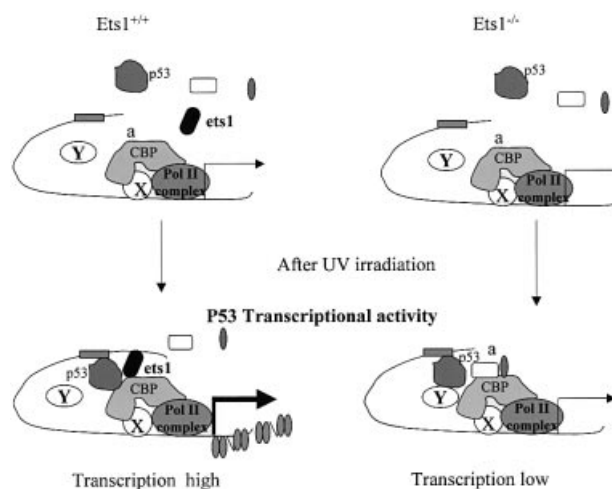 Ets1+/+
Ets1-/-
p53
p53
ets1
a
a
Y
CBP
Y
CBP
X
Pol II
complex
X
Pol II
complex
After UV irradiation
P53 Transcriptional activity
p53
ets1
p53
a
Y
CBP
Y
CBP
X
Pol II
complex
X
Pol II
complex
Transcription high
Transcription low